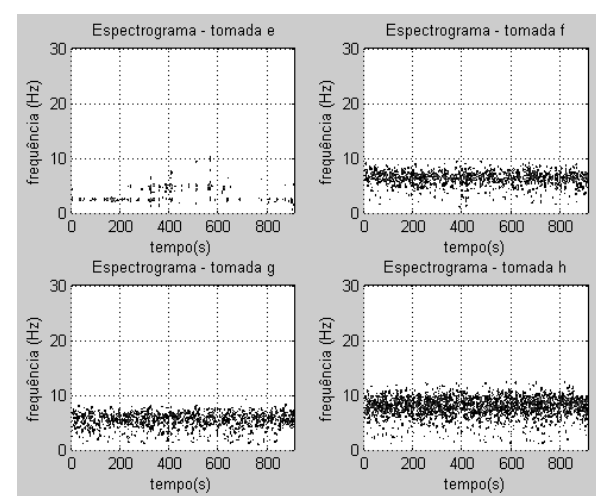 Espectrograma - tomada e
30
20
10
0
frequência (Hz)
0 200 400 600 800
tempo(s)
Espectrograma - tomada f
30
20
10
0
frequência (Hz)
0 200 400 600 800
tempo(s)
Espectrograma - tomada g
30
20
10
0
frequência (Hz)
0 200 400 600 800
tempo(s)
Espectrograma - tomada h
30
20
10
0
frequência (Hz)
0 200 400 600 800
tempo(s)